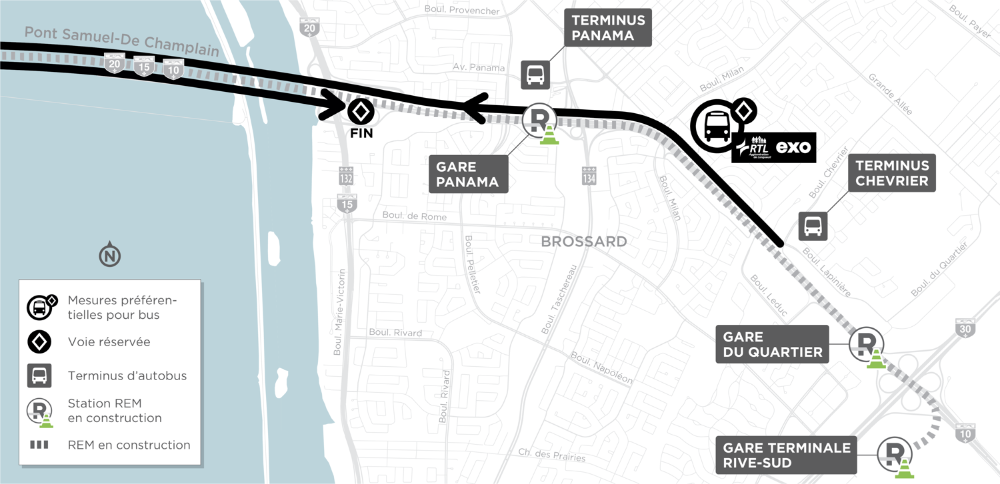 Boul. Provencher
Boul. Payer
TERMINUS
PANAMA
20
Pont Samuel-De Champlain
20
15
10
Av. Panama
Boul. Milan
Grande Allée
FIN
RTL
Agglomération
de Longueuil
exo
R
GARE
PANAMA
132
134
15
Boul. Milan
Boul. Chevrier
TERMINUS
CHEVRIER
Boul. de Rome
BROSSARD
Boul. Pelletier
Boul. Taschereau
Boul. Lapinière
Boul. du Quartier
Boul. Leduc
N
Boul. Marie-Victorin
Boul. Rivard
Boul. Rivard
Boul. Napoléon
GARE
DU QUARTIER
R
30
10
GARE TERMINALE
RIVE-SUD
R
Ch. des Prairies
Mesures préféren-
tielles pour bus
Voie réservée
Terminus d'autobus
R
Station REM
en construction
REM en construction